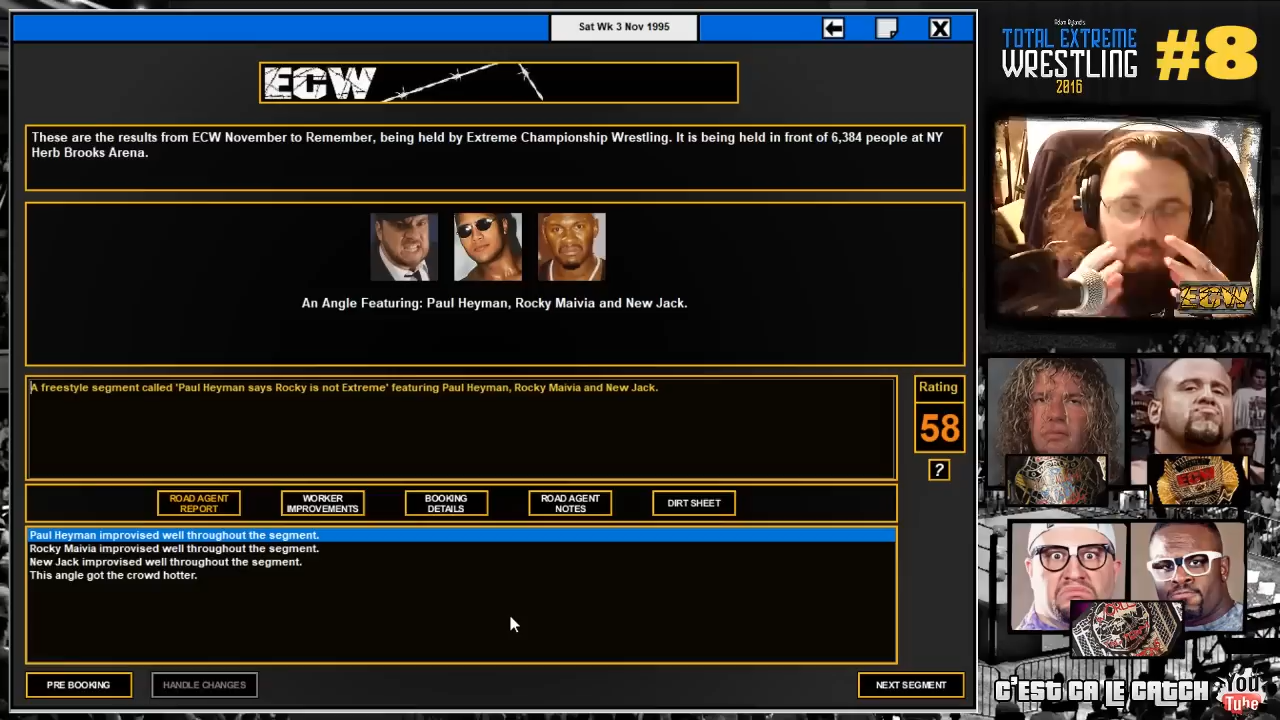 Sat Wk 3 Nov 1995
Adam Ryland's
TOTAL EXTREME
WRESTLING
2016
#8
ECW
These are the results from ECW November to Remember, being held by Extreme Championship Wrestling. It is being held in front of 6,384 people at NY
Herb Brooks Arena.
An Angle Featuring: Paul Heyman, Rocky Maivia and New Jack.
ECW
A freestyle segment called 'Paul Heyman says Rocky is not Extreme' featuring Paul Heyman, Rocky Maivia and New Jack.
Rating
58
?
ROAD AGENT
REPORT
WORKER
IMPROVEMENTS
BOOKING
DETAILS
ROAD AGENT
NOTES
DIRT SHEET
Paul Heyman improvised well throughout the segment.
Rocky Maivia improvised well throughout the segment.
New Jack improvised well throughout the segment.
This angle got the crowd hotter.
PRE BOOKING
HANDLE CHANGES
NEXT SEGMENT
C'EST ÇA LE CATCH
YOU
Tube